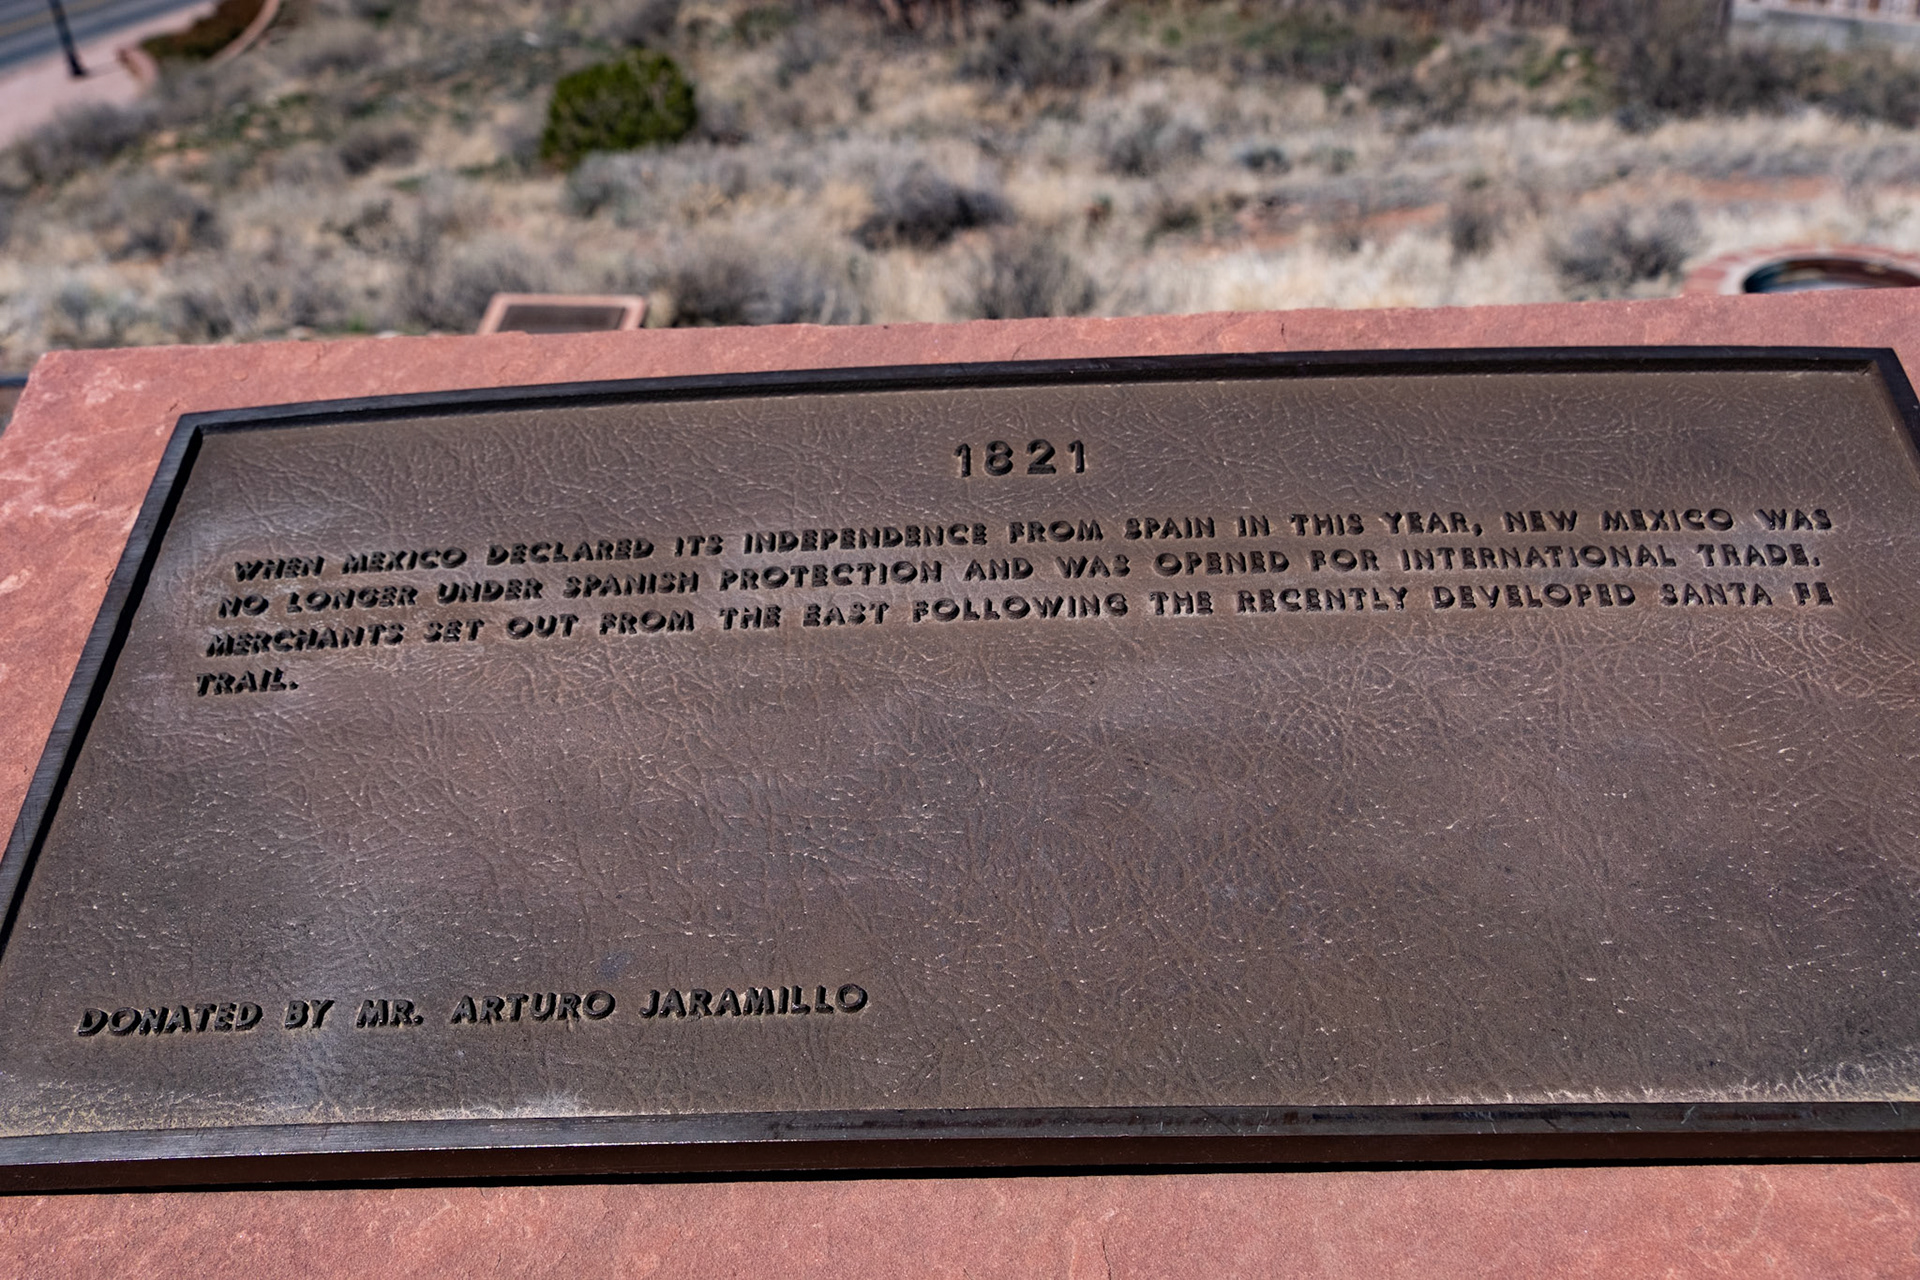 1821
WHEN MEXICO DECLARED ITS INDEPENDENCE FROM SPAIN IN THIS YEAR, NEW MEXICO WAS
NO LONGER UNDER SPANISH PROTECTION AND WAS OPENED FOR INTERNATIONAL TRADE.
MERCHANTS SET OUT FROM THE EAST FOLLOWING THE RECENTLY DEVELOPED SANTA FE
TRAIL.
DONATED BY MR. ARTURO JARAMILLO